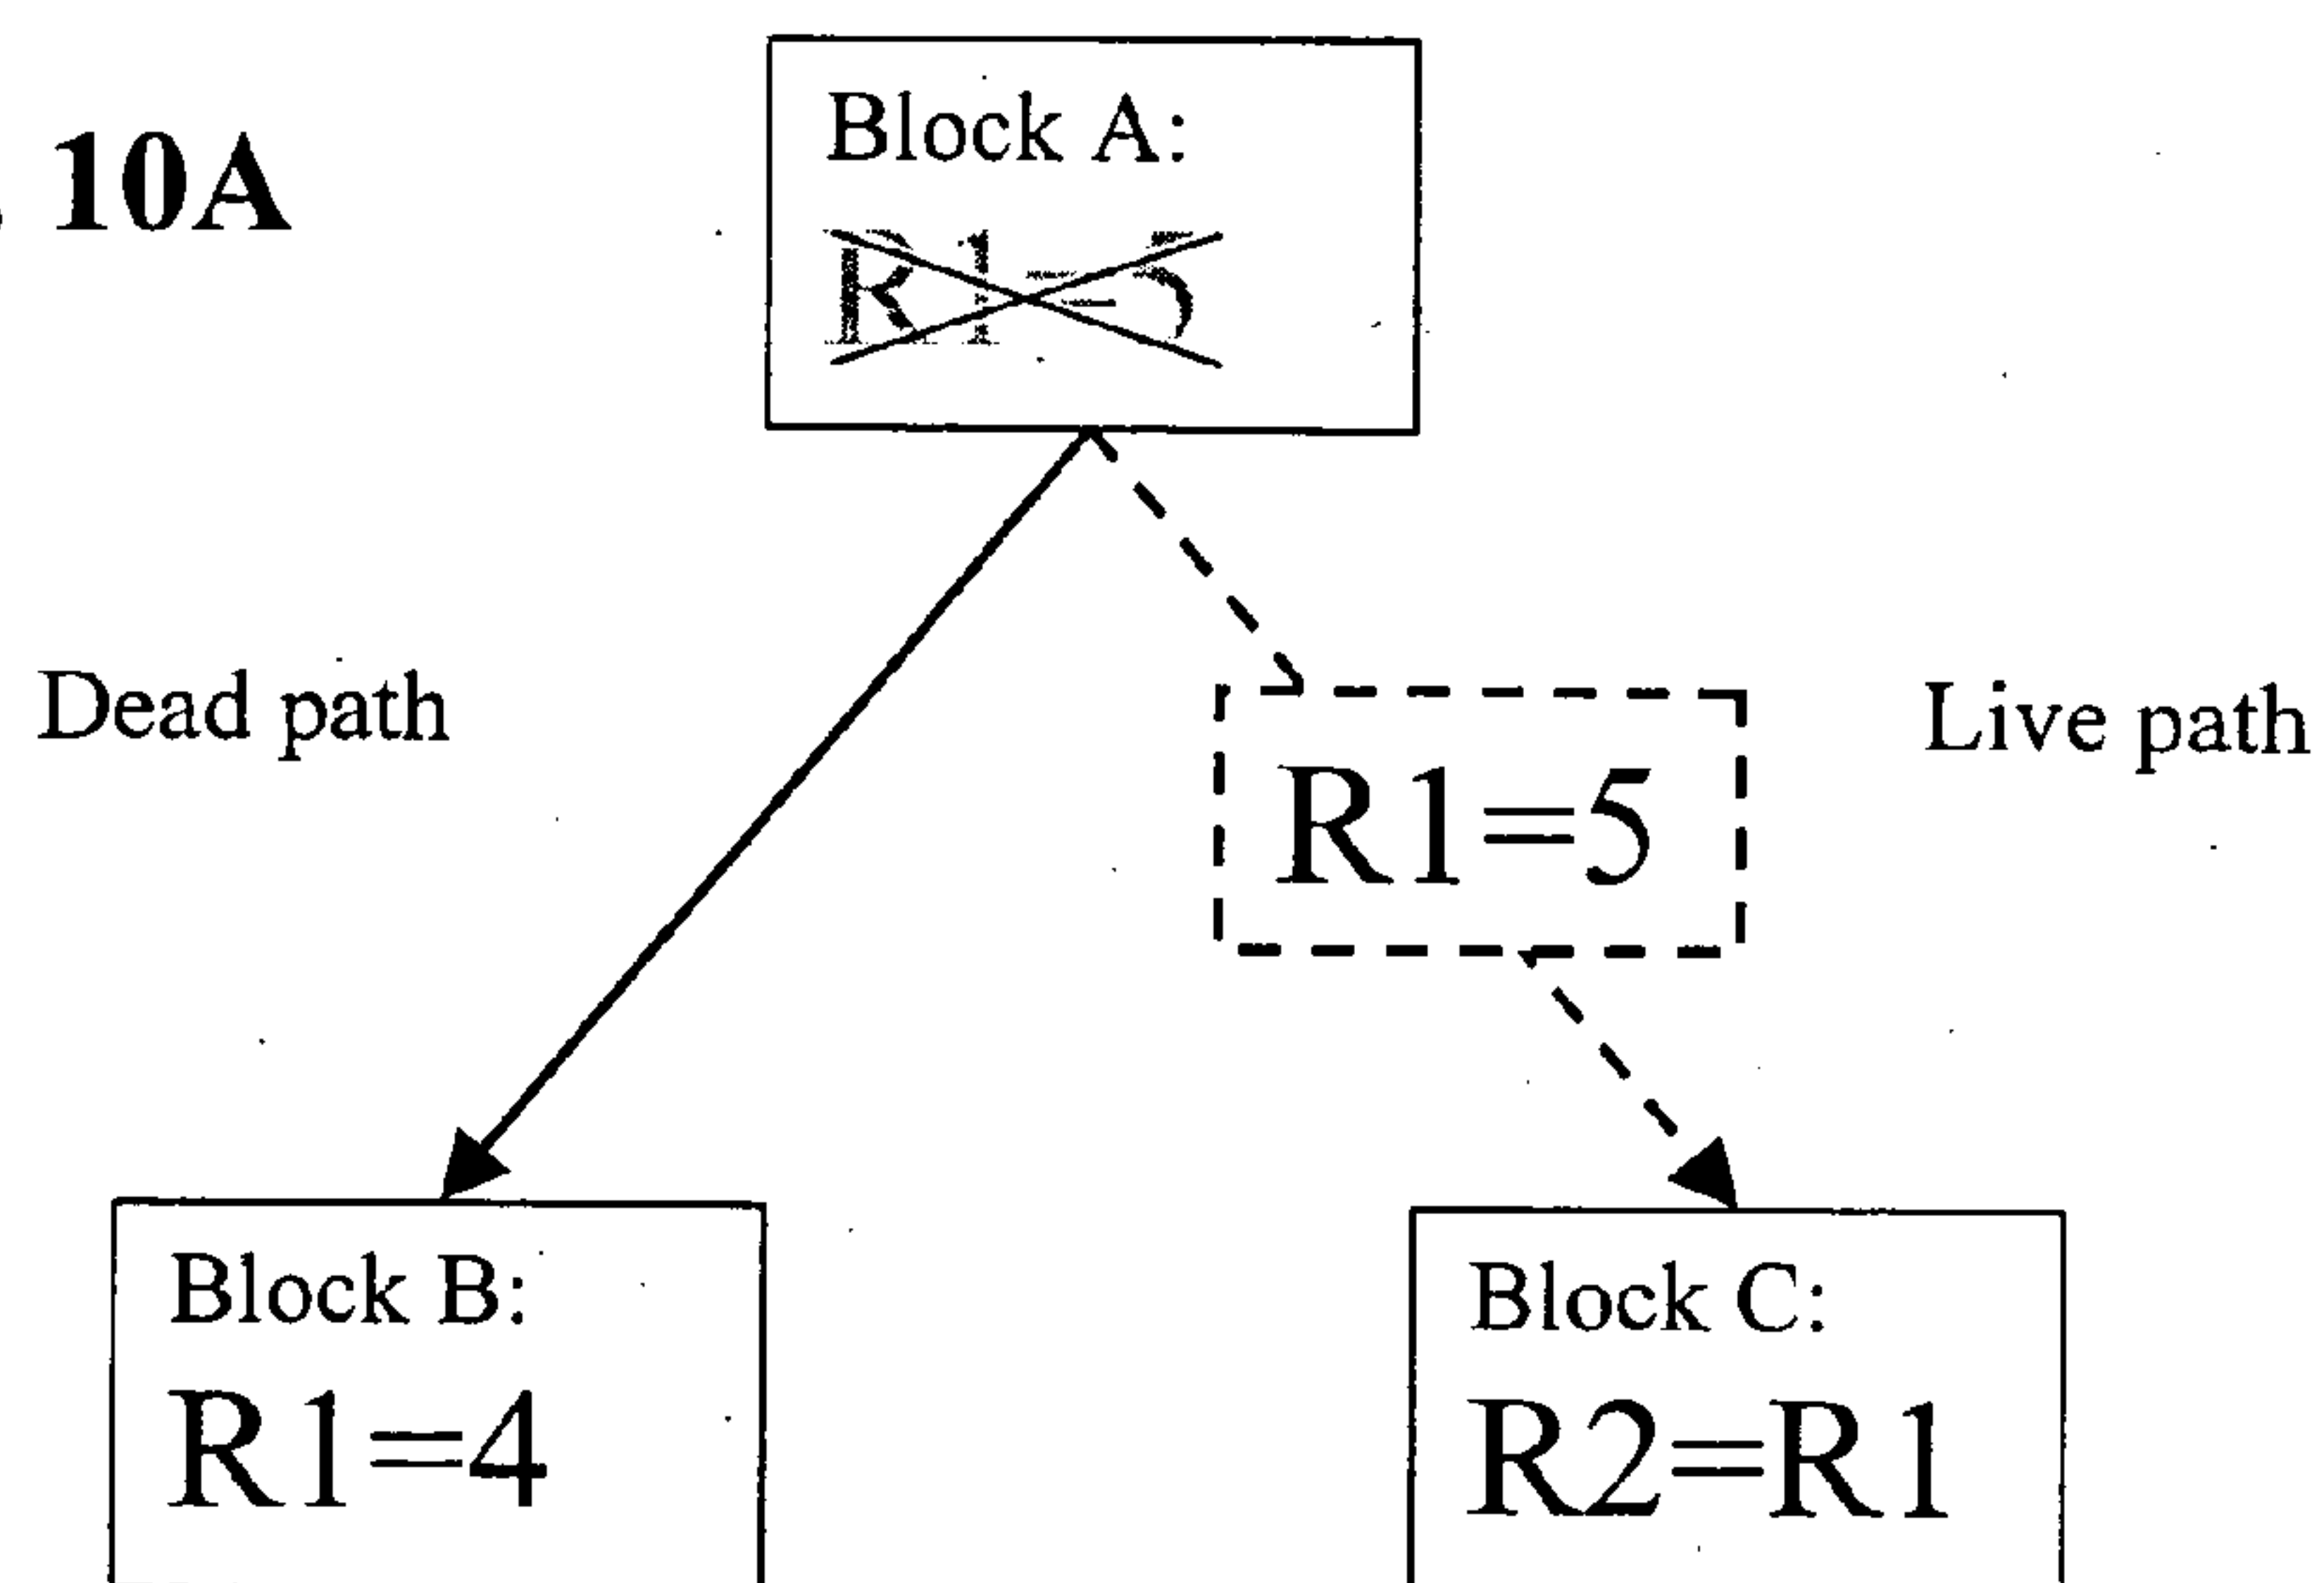 10A
Block A:
R1=5
Dead path
Live path
R1=5
Block B:
R1=4
Block C:
R2=R1